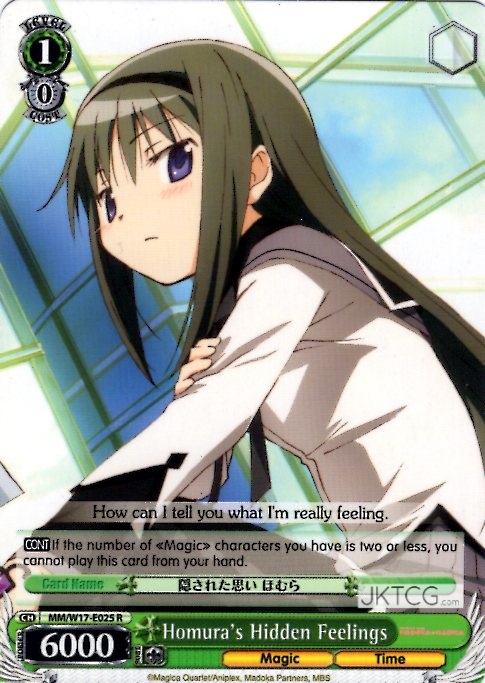 LEVEL
1
0
COST
How can I tell you what I'm really feeling.
CONT If the number of «Magic» characters you have is two or less, you
cannot play this card from your hand.
Card Name 隠された思い ほむら
JKTCG.com
CH MM/W17-E025 R
POWER 6000 SOUL Homura's Hidden Feelings
Magic Time
©Magica Quartet/Aniplex, Madoka Partners, MBS